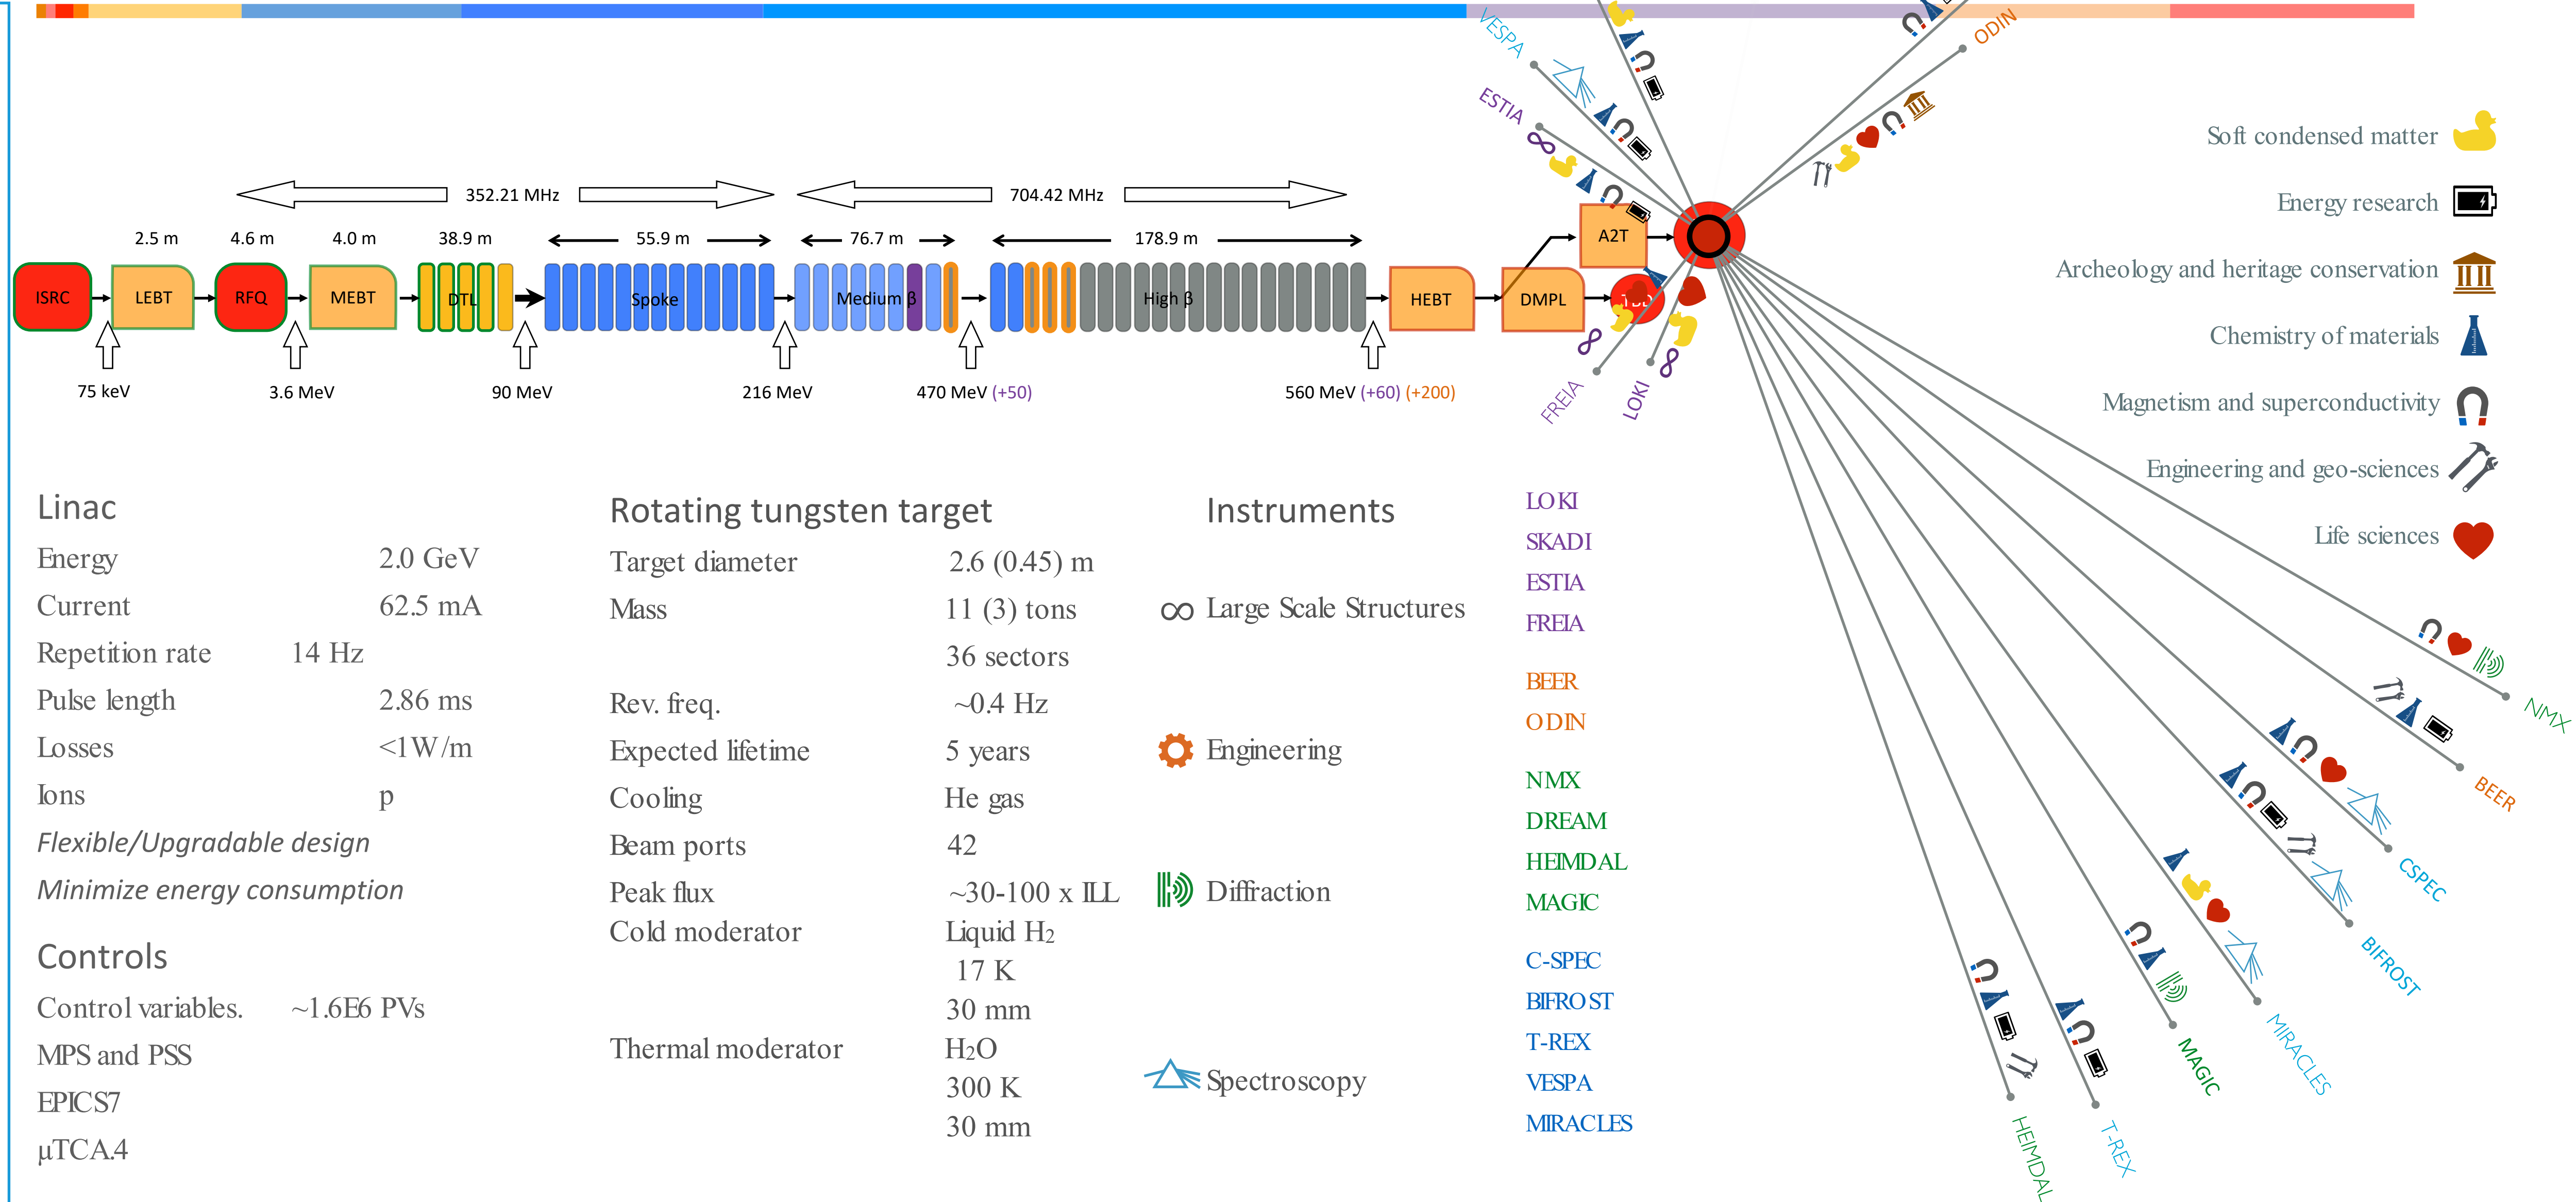 VESPA
ODIN
ESTIA
352.21 MHz
704.42 MHz
2.5 m
4.6 m
4.0 m
38.9 m
55.9 m
76.7 m
178.9 m
ISRC
LEBT
RFQ
MEBT
DTL
Spoke
Medium β
High β
HEBT
DMPL
A2T
TBD
75 keV
3.6 MeV
90 MeV
216 MeV
470 MeV (+50)
560 MeV (+60) (+200)
FREIA
LOKI
Soft condensed matter
Energy research
Archeology and heritage conservation
Chemistry of materials
Magnetism and superconductivity
Engineering and geo-sciences
Life sciences
Linac
Energy 2.0 GeV
Current 62.5 mA
Repetition rate 14 Hz
Pulse length 2.86 ms
Losses <1W/m
Ions p
Flexible/Upgradable design
Minimize energy consumption
Controls
Control variables. ~1.6E6 PVs
MPS and PSS
EPICS7
µTCA.4
Rotating tungsten target
Target diameter 2.6 (0.45) m
Mass 11 (3) tons
36 sectors
Rev. freq. ~0.4 Hz
Expected lifetime 5 years
Cooling He gas
Beam ports 42
Peak flux ~30-100 x ILL
Cold moderator Liquid H2
17 K
30 mm
Thermal moderator H2O
300 K
30 mm
Instruments
∞ Large Scale Structures
Engineering
Diffraction
Spectroscopy
LOKI
SKADI
ESTIA
FREIA
BEER
ODIN
NMX
DREAM
HEIMDAL
MAGIC
C-SPEC
BIFROST
T-REX
VESPA
MIRACLES
NMX
BEER
CSPEC
BIFROST
MIRACLES
MAGIC
T-REX
HEIMDAL